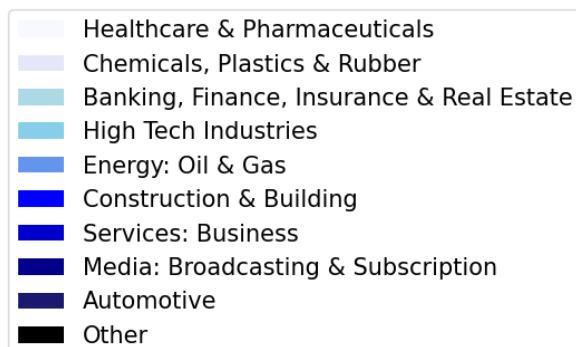 Healthcare & Pharmaceuticals
Chemicals, Plastics & Rubber
Banking, Finance, Insurance & Real Estate
High Tech Industries
Energy: Oil & Gas
Construction & Building
Services: Business
Media: Broadcasting & Subscription
Automotive
Other